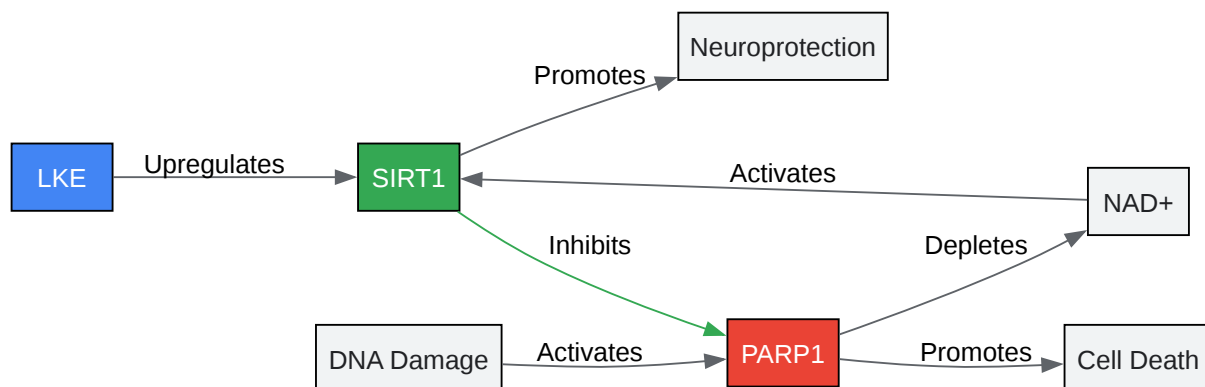 Neuroprotection
Promotes
LKE
Upregulates
SIRT1
Activates
NAD+
Inhibits
Depletes
DNA Damage
Activates
PARP1
Promotes
Cell Death